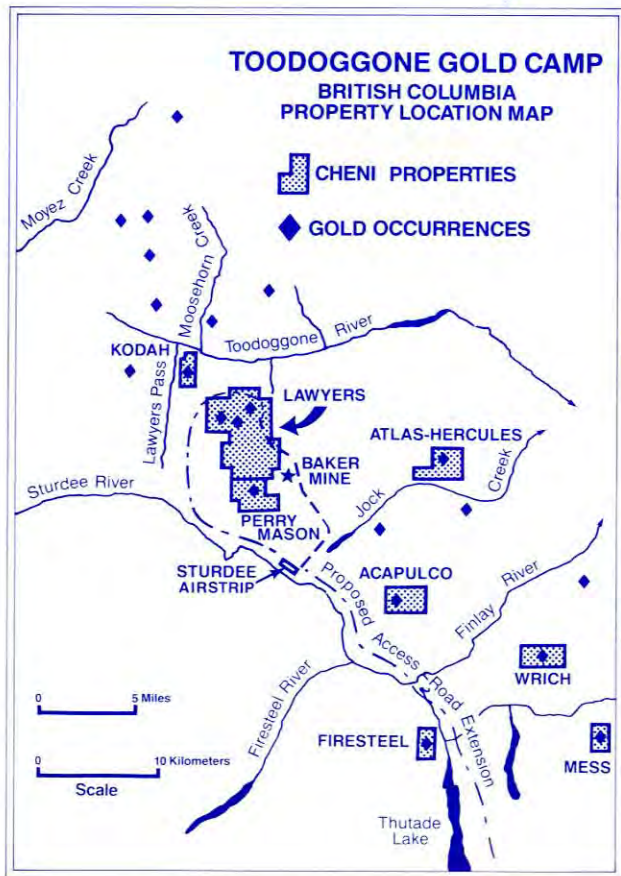 TOODOGGONE GOLD CAMP
BRITISH COLUMBIA
PROPERTY LOCATION MAP
CHENI PROPERTIES
GOLD OCCURRENCES
Moyez Creek
Moosehorn Creek
Toodoggone River
KODAH
Lawyers Pass
LAWYERS
ATLAS-HERCULES
BAKER
MINE
Sturdee River
Jock Creek
PERRY
MASON
STURDEE
AIRSTRIP
ACAPULCO
Proposed Access Road Extension
Finlay River
WRICH
0 5 Miles
Firesteel River
FIRESTEEL
MESS
0 10 Kilometers
Scale
Thutade
Lake